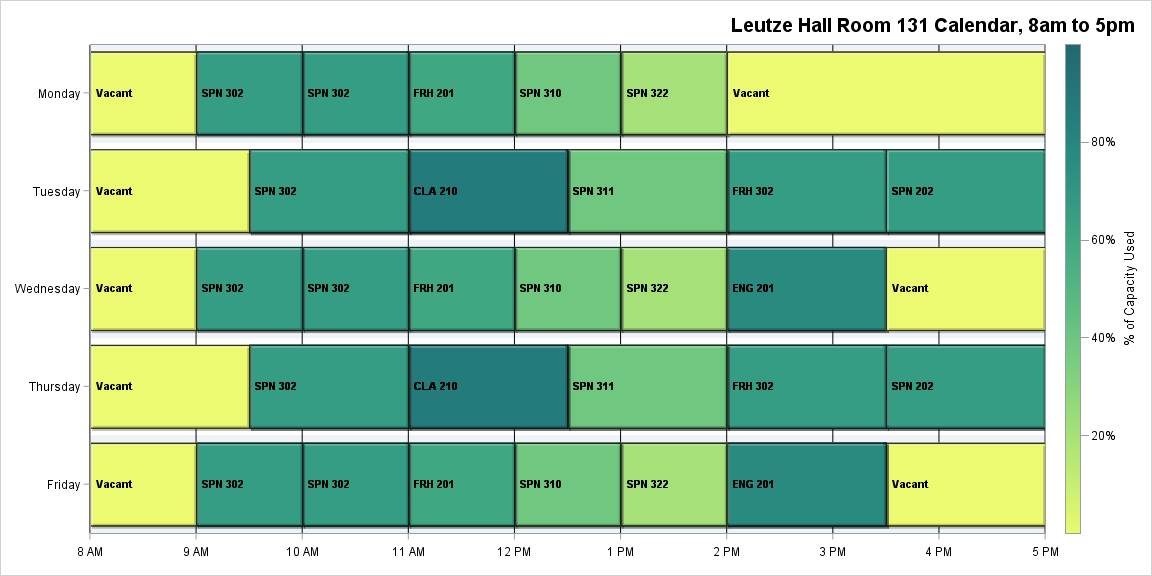 Leutze Hall Room 131 Calendar, 8am to 5pm
Monday
Vacant
SPN 302
SPN 302
FRH 201
SPN 310
SPN 322
Vacant
Tuesday
Vacant
SPN 302
CLA 210
SPN 311
FRH 302
SPN 202
Wednesday
Vacant
SPN 302
SPN 302
FRH 201
SPN 310
SPN 322
ENG 201
Vacant
Thursday
Vacant
SPN 302
CLA 210
SPN 311
FRH 302
SPN 202
Friday
Vacant
SPN 302
SPN 302
FRH 201
SPN 310
SPN 322
ENG 201
Vacant
8 AM
9 AM
10 AM
11 AM
12 PM
1 PM
2 PM
3 PM
4 PM
5 PM
80%
60%
40%
20%
% of Capacity Used